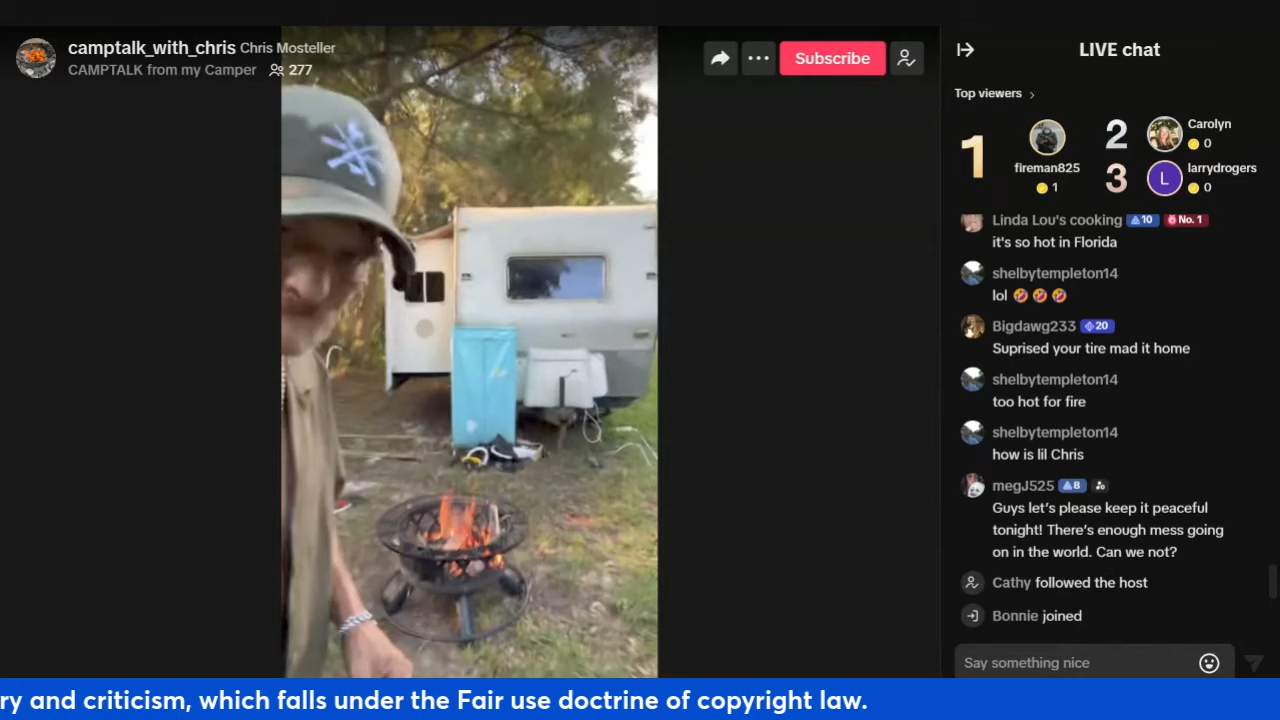 camptalk_with_chris Chris Mosteller
CAMPTALK from my Camper 277
Subscribe
LIVE chat
Top viewers
1
fireman825
1
2
Carolyn
0
3
L
larrydrogers
0
Linda Lou's cooking 10 No. 1
it's so hot in Florida
shelbytempleton14
lol 🤣 🤣 🤣
Bigdawg233 20
Suprised your tire mad it home
shelbytempleton14
too hot for fire
shelbytempleton14
how is lil Chris
megJ525 8
Guys let's please keep it peaceful
tonight! There's enough mess going
on in the world. Can we not?
Cathy followed the host
Bonnie joined
Say something nice
ry and criticism, which falls under the Fair use doctrine of copyright law.